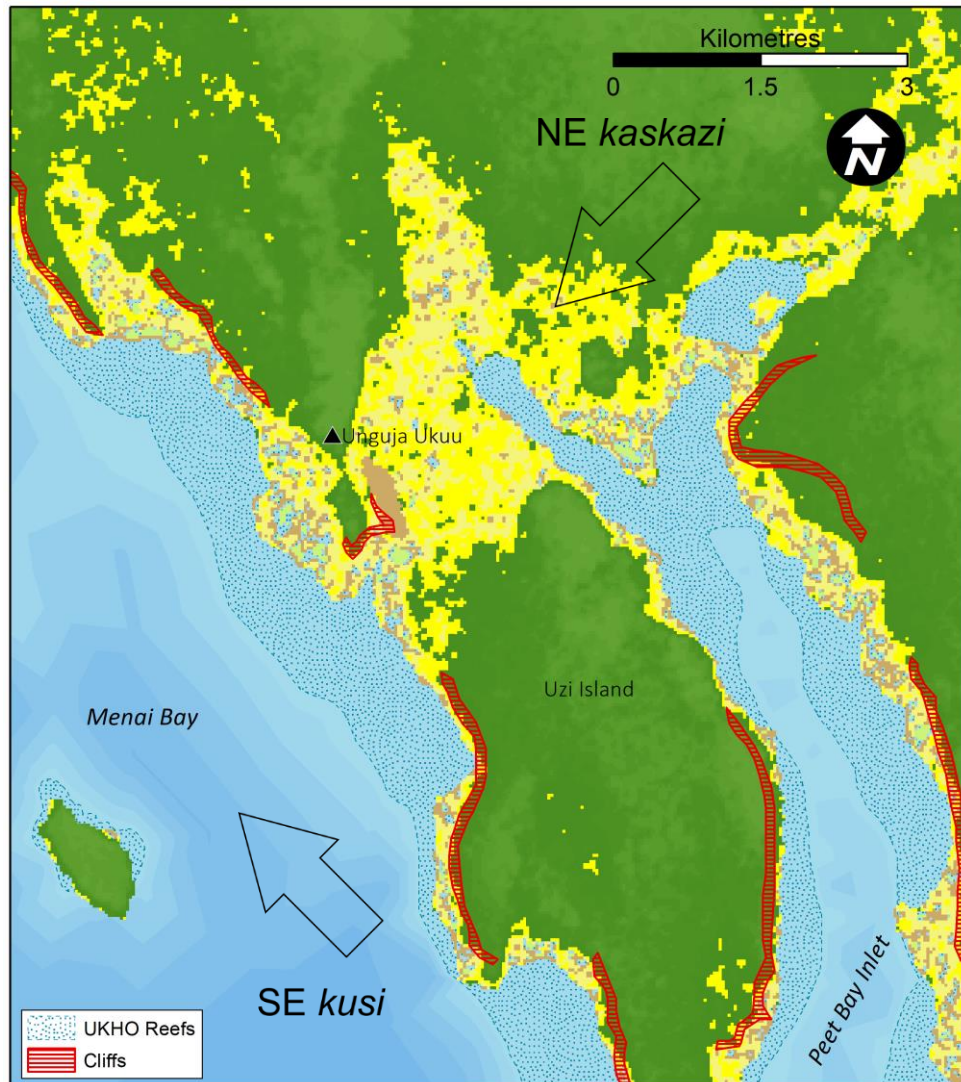 Kilometres
0 1.5 3
NE kaskazi
N
Unguja Ukuu
Uzi Island
Menai Bay
SE kusi
Peet Bay Inlet
UKHO Reefs
Cliffs